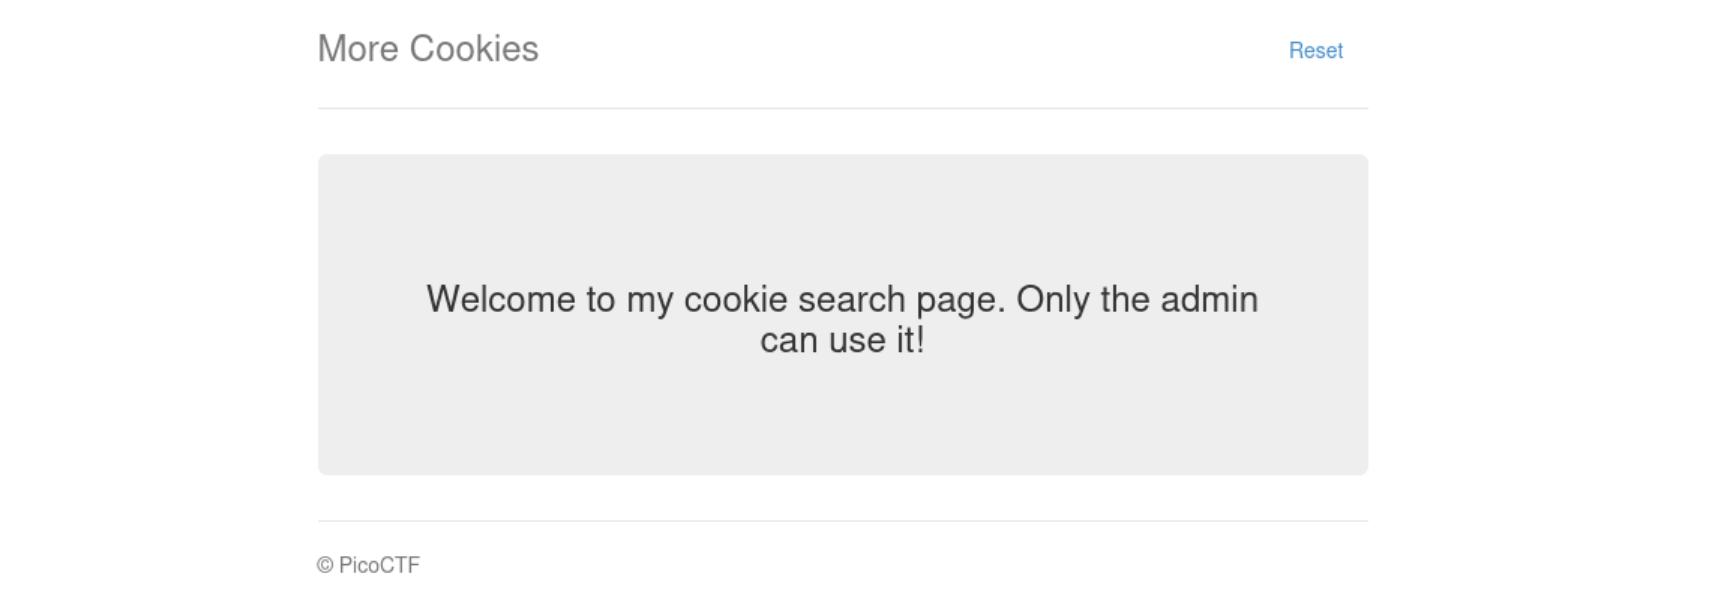 More Cookies
Reset
Welcome to my cookie search page. Only the admin
can use it!
© PicoCTF